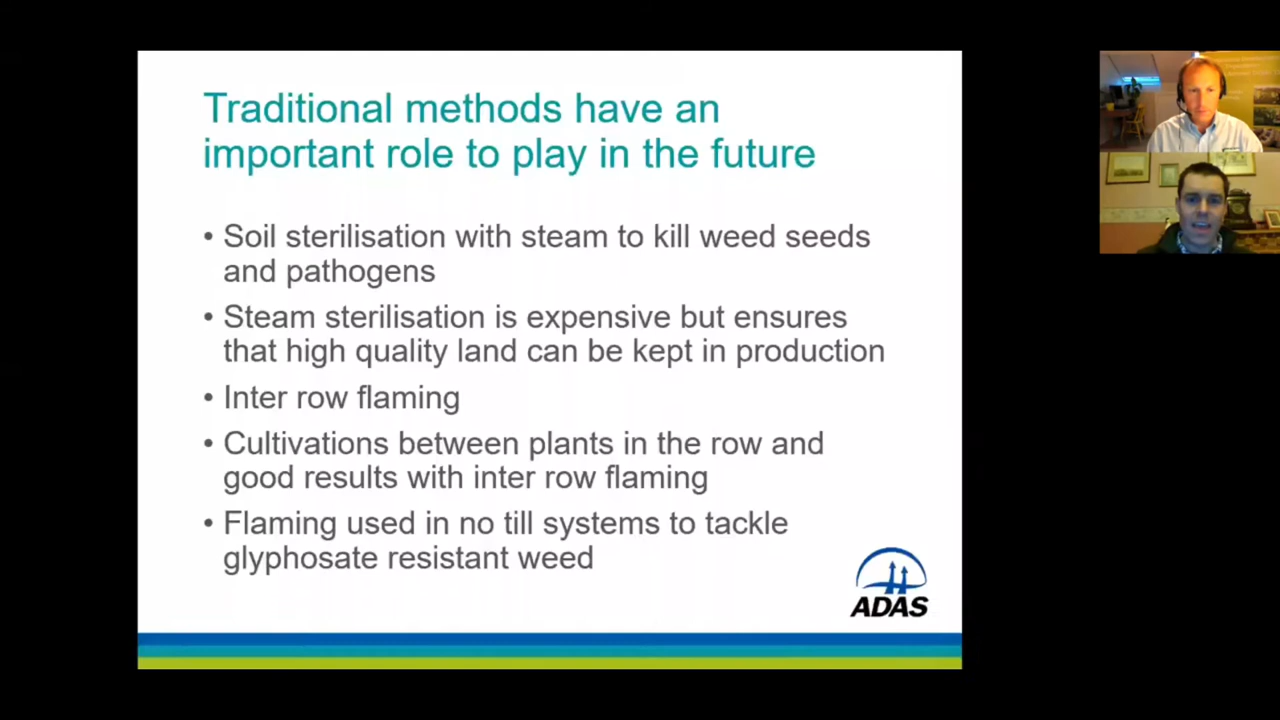 Traditional methods have an
important role to play in the future
• Soil sterilisation with steam to kill weed seeds
and pathogens
• Steam sterilisation is expensive but ensures
that high quality land can be kept in production
• Inter row flaming
• Cultivations between plants in the row and
good results with inter row flaming
• Flaming used in no till systems to tackle
glyphosate resistant weed
ADAS